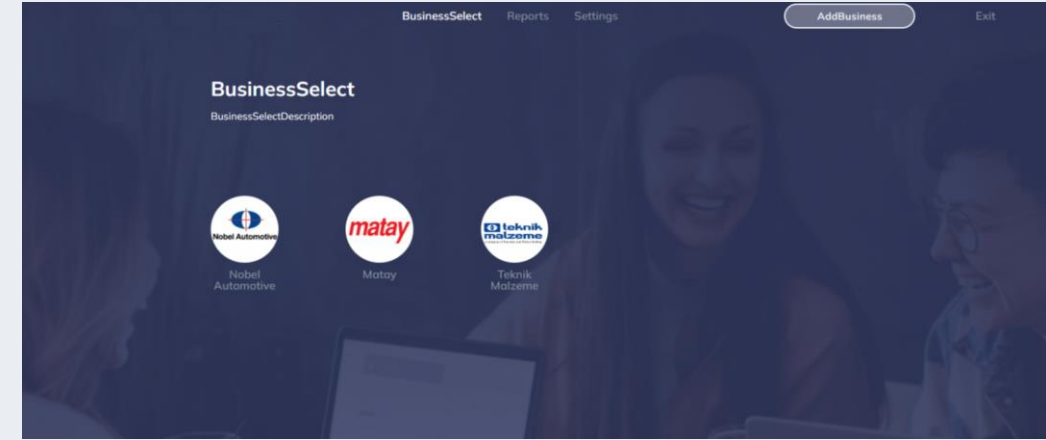 BusinessSelect Reports Settings AddBusiness Exit
BusinessSelect
BusinessSelectDescription
Nobel Automotive
matay
teknik
malzeme
Nobel
Automotive
Matay
Teknik
Malzeme